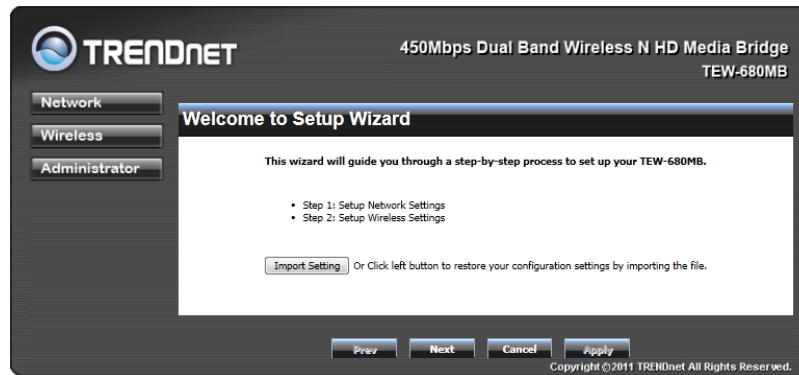 TRENDNET
450Mbps Dual Band Wireless N HD Media Bridge
TEW-680MB
Network
Wireless
Administrator
Welcome to Setup Wizard
This wizard will guide you through a step-by-step process to set up your TEW-680MB.
• Step 1: Setup Network Settings
• Step 2: Setup Wireless Settings
Import Setting Or Click left button to restore your configuration settings by importing the file.
Prev Next Cancel Apply
Copyright ©2011 TRENDnet All Rights Reserved.